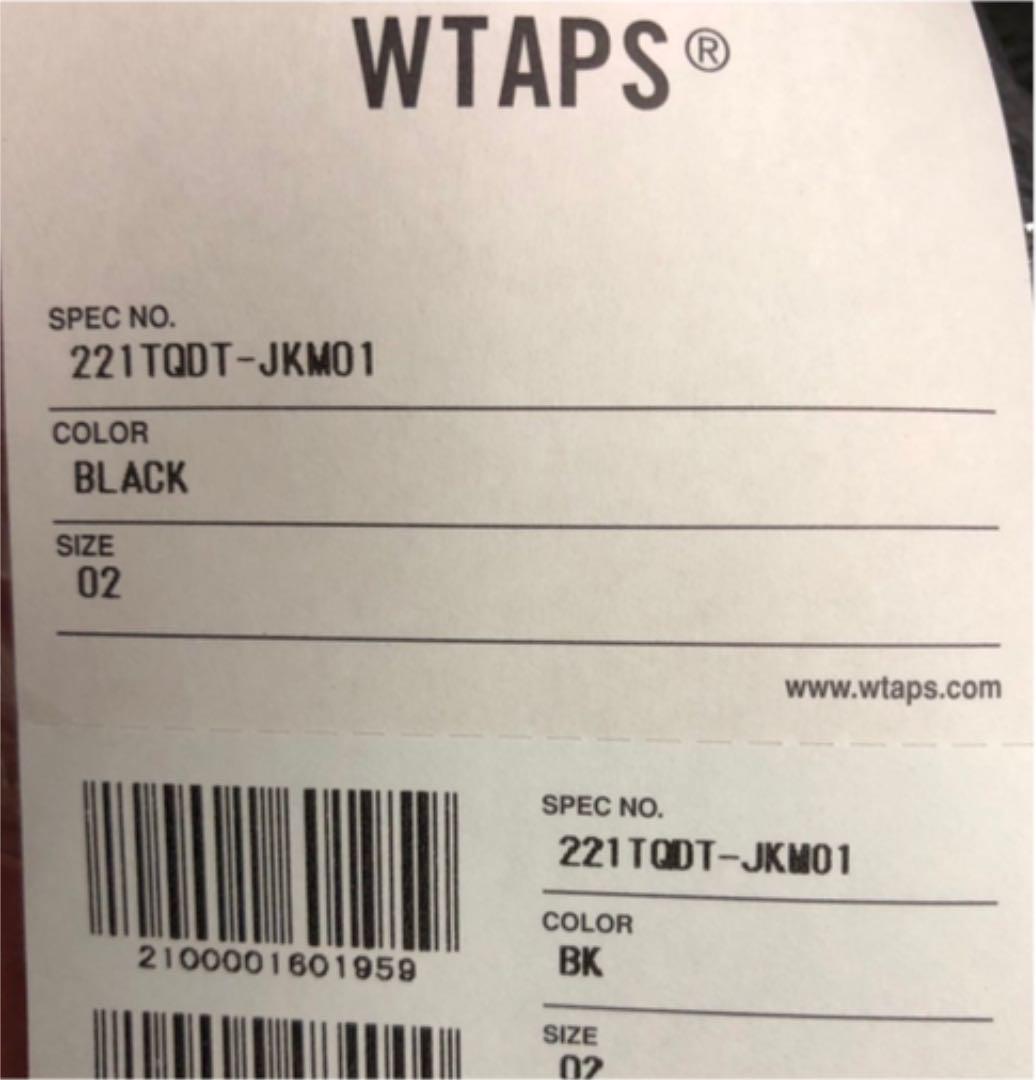 WTAPS®
SPEC NO.
221TQDT-JKM01
COLOR
BLACK
SIZE
02
www.wtaps.com
2100001601959
SPEC NO.
221TQDT-JKM01
COLOR
BK
SIZE
02